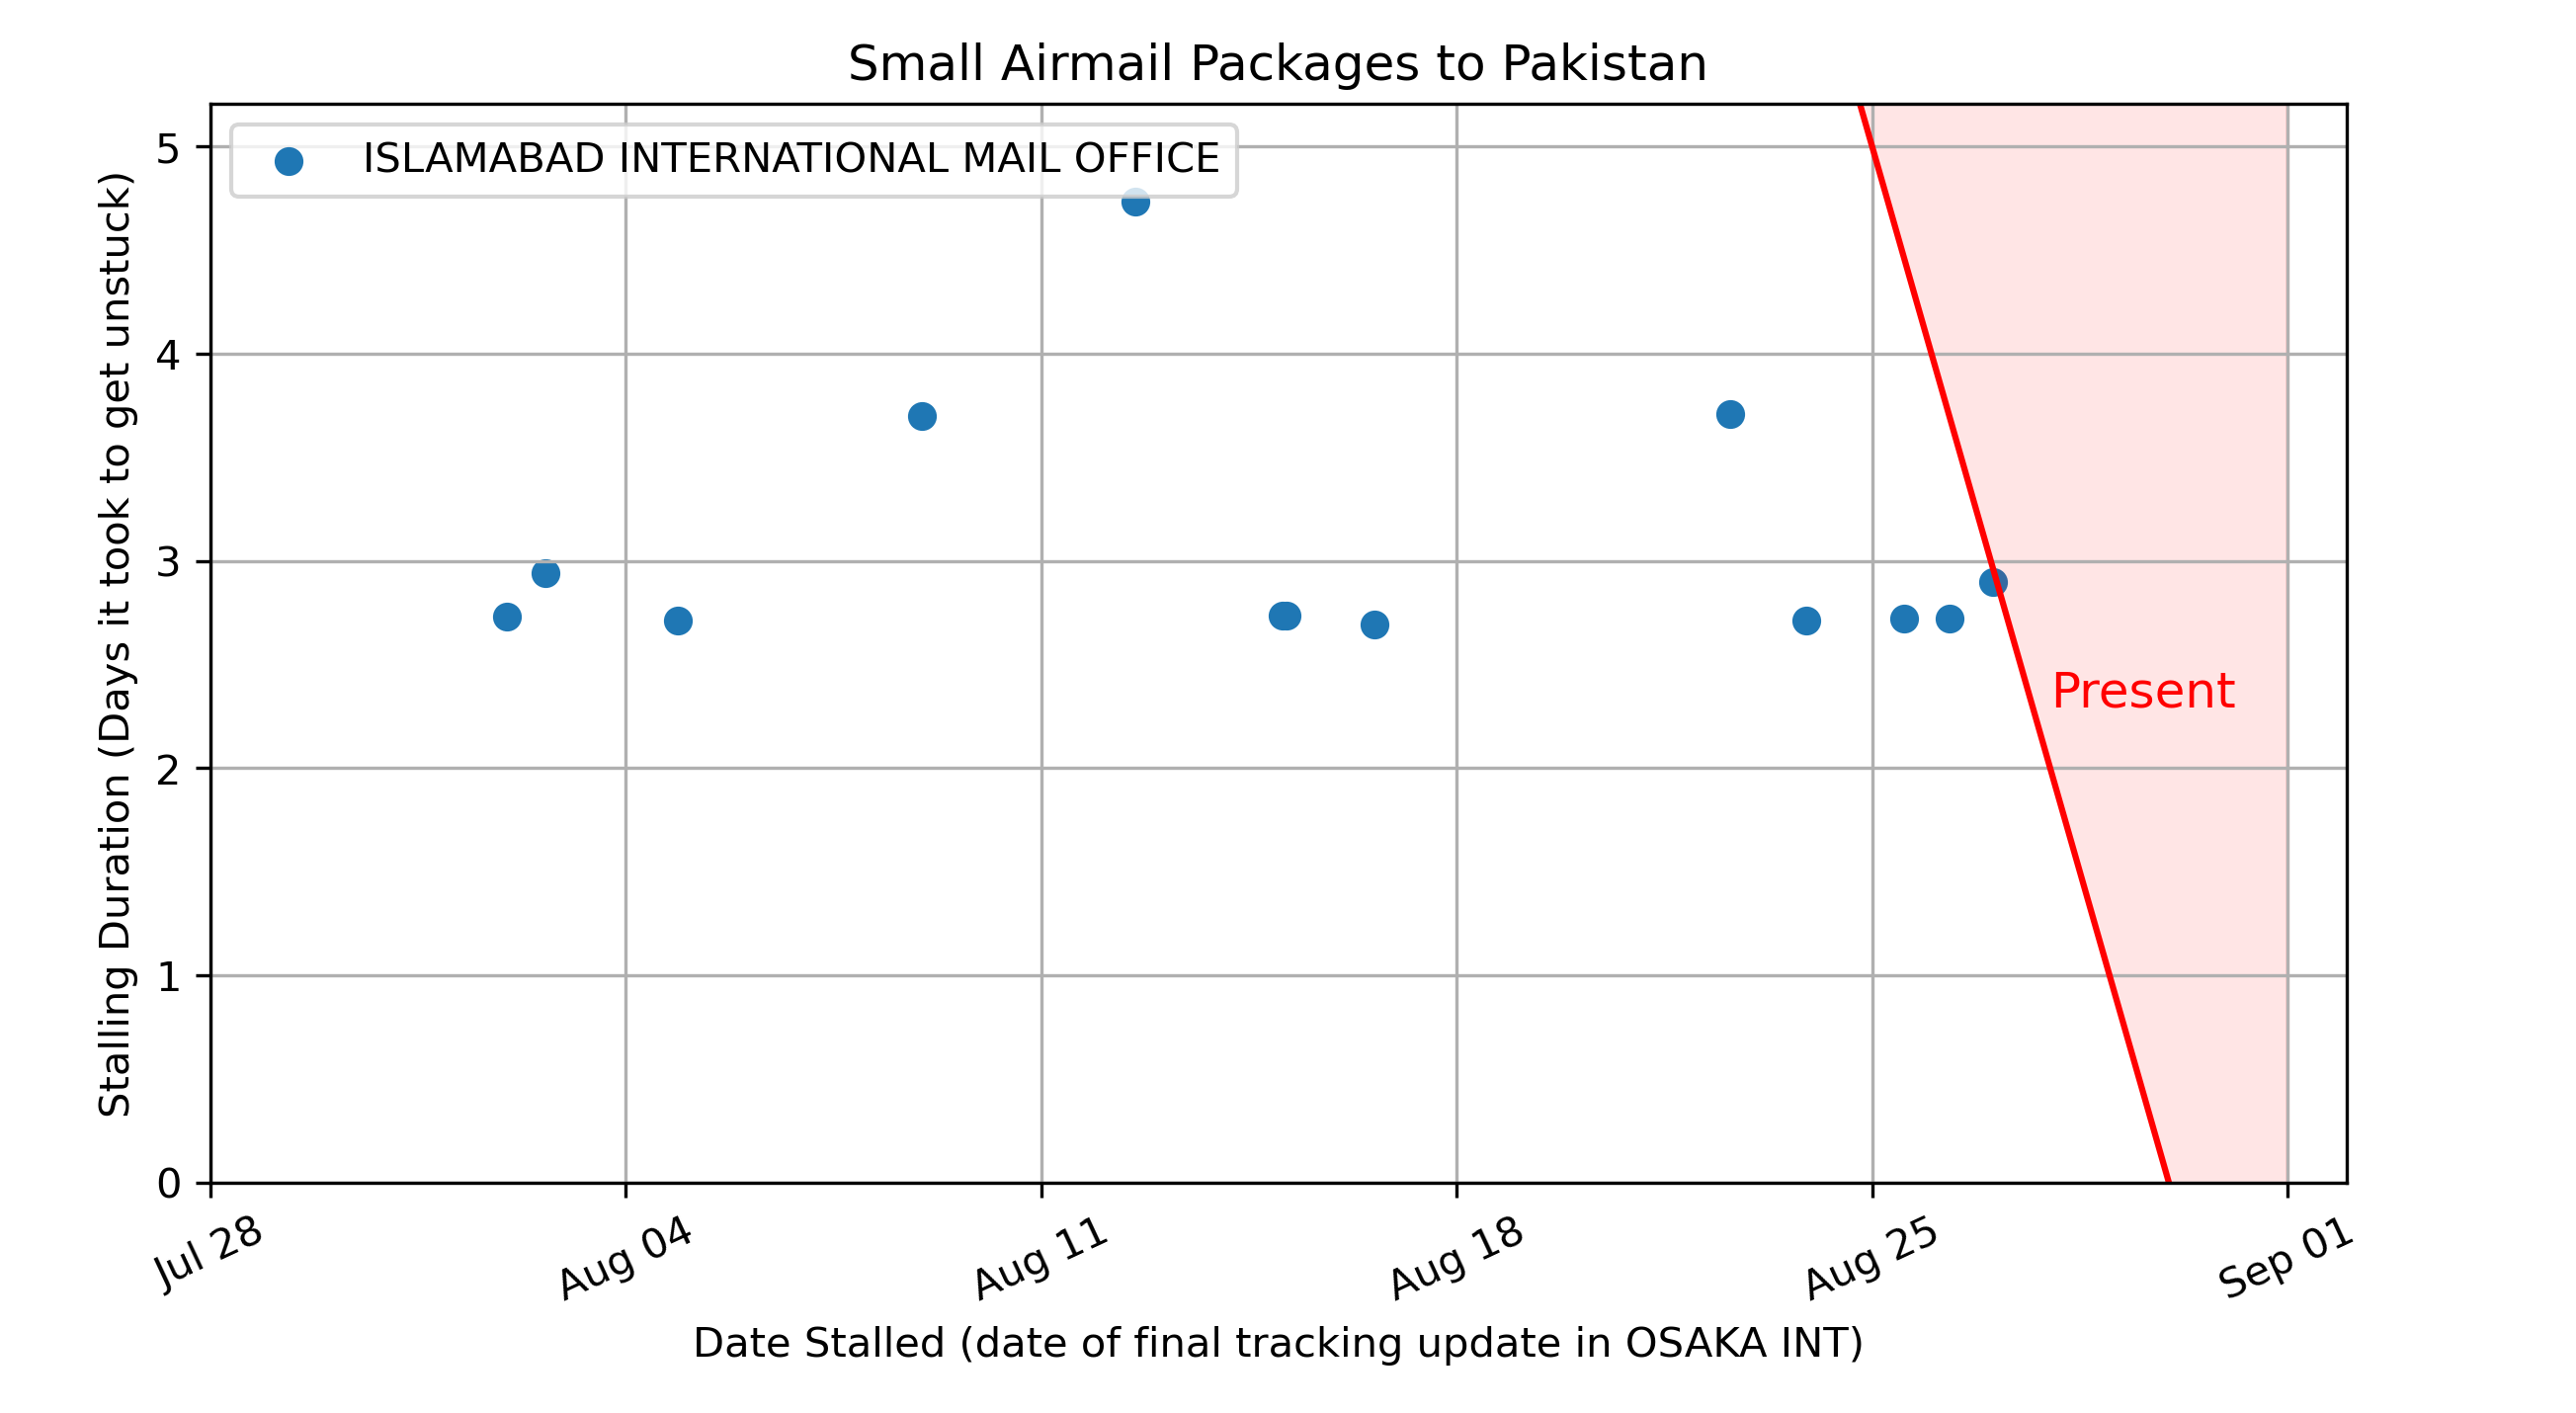 Small Airmail Packages to Pakistan
ISLAMABAD INTERNATIONAL MAIL OFFICE
Stalling Duration (Days it took to get unstuck)
5
4
3
2
1
0
Present
Jul 28
Aug 04
Aug 11
Aug 18
Aug 25
Sep 01
Date Stalled (date of final tracking update in OSAKA INT)